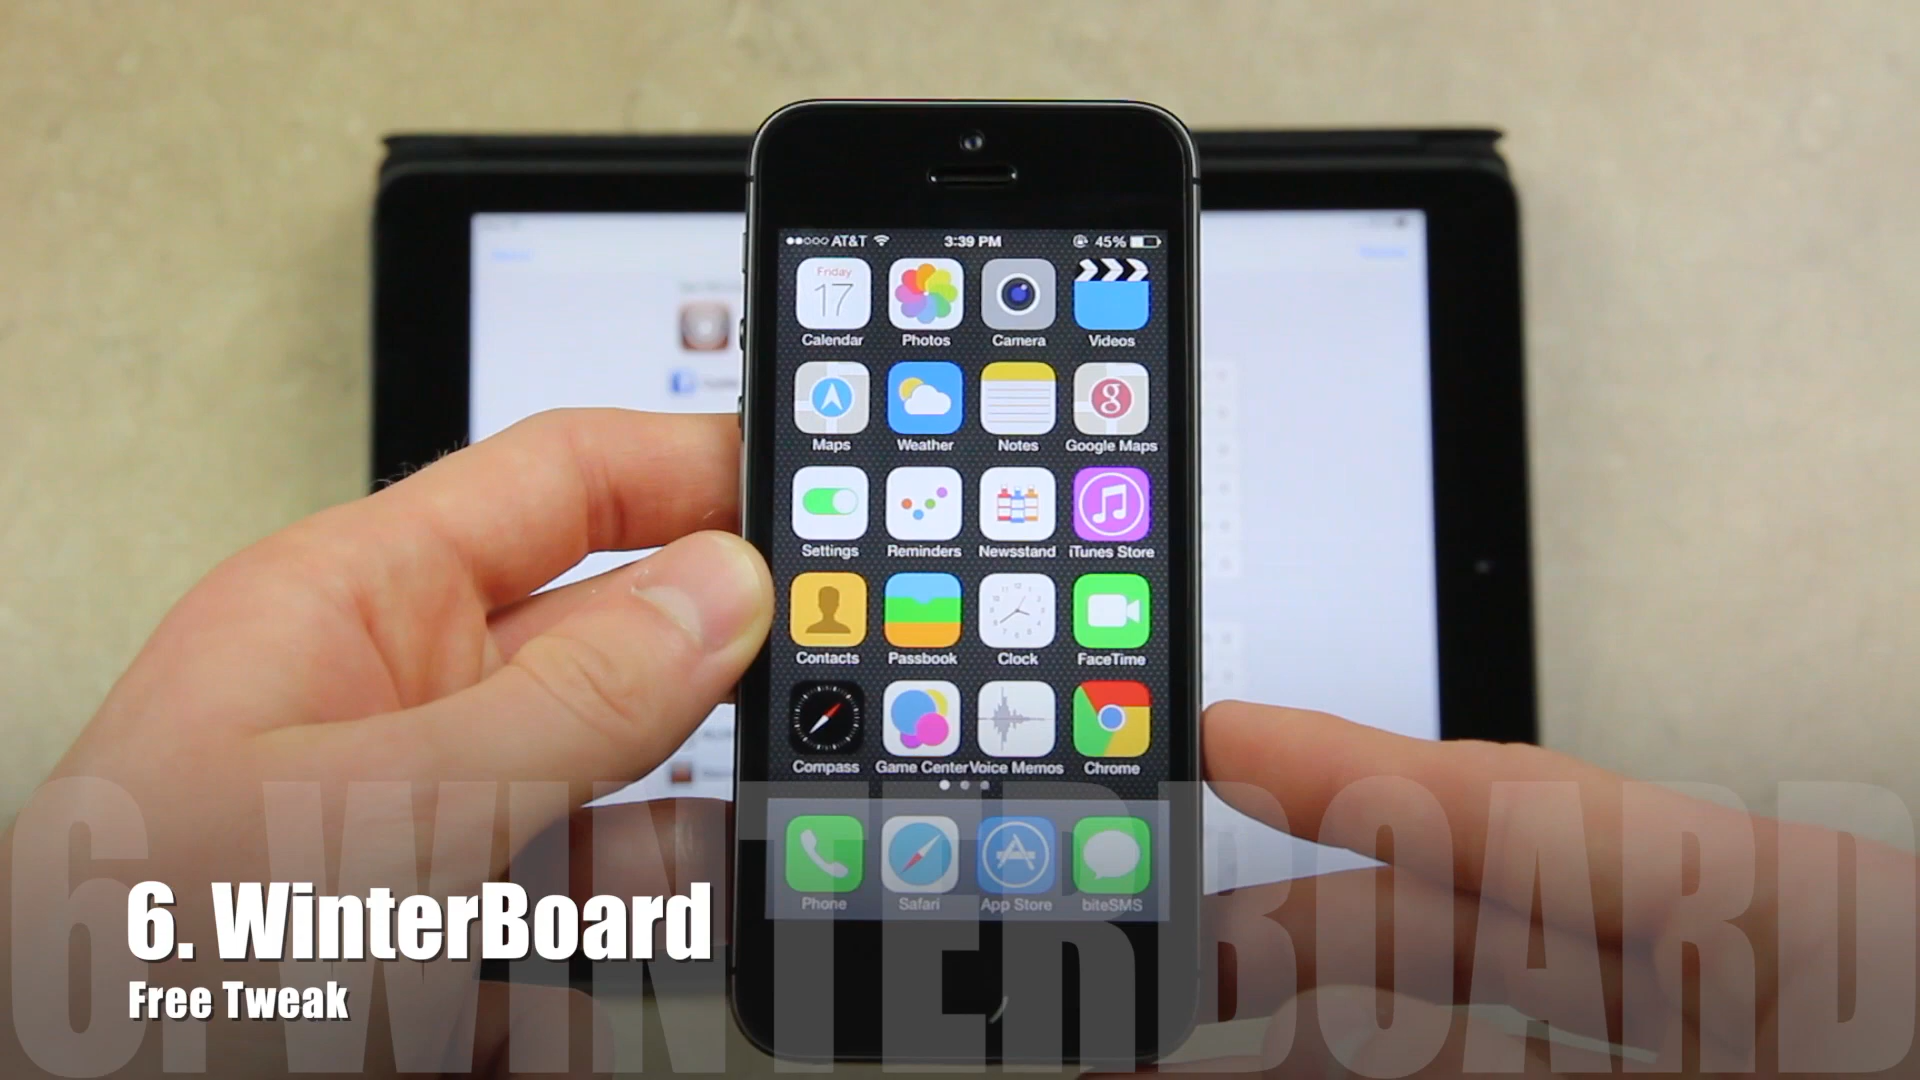 AT&T 3:39 PM 45%
Friday
17
Calendar Photos Camera Videos
g
Maps Weather Notes Google Maps
Settings Reminders Newsstand iTunes Store
Contacts Passbook Clock FaceTime
Compass Game Center Voice Memos Chrome
Phone Safari App Store biteSMS
6. WINTERBOARD
6. WinterBoard
Free Tweak